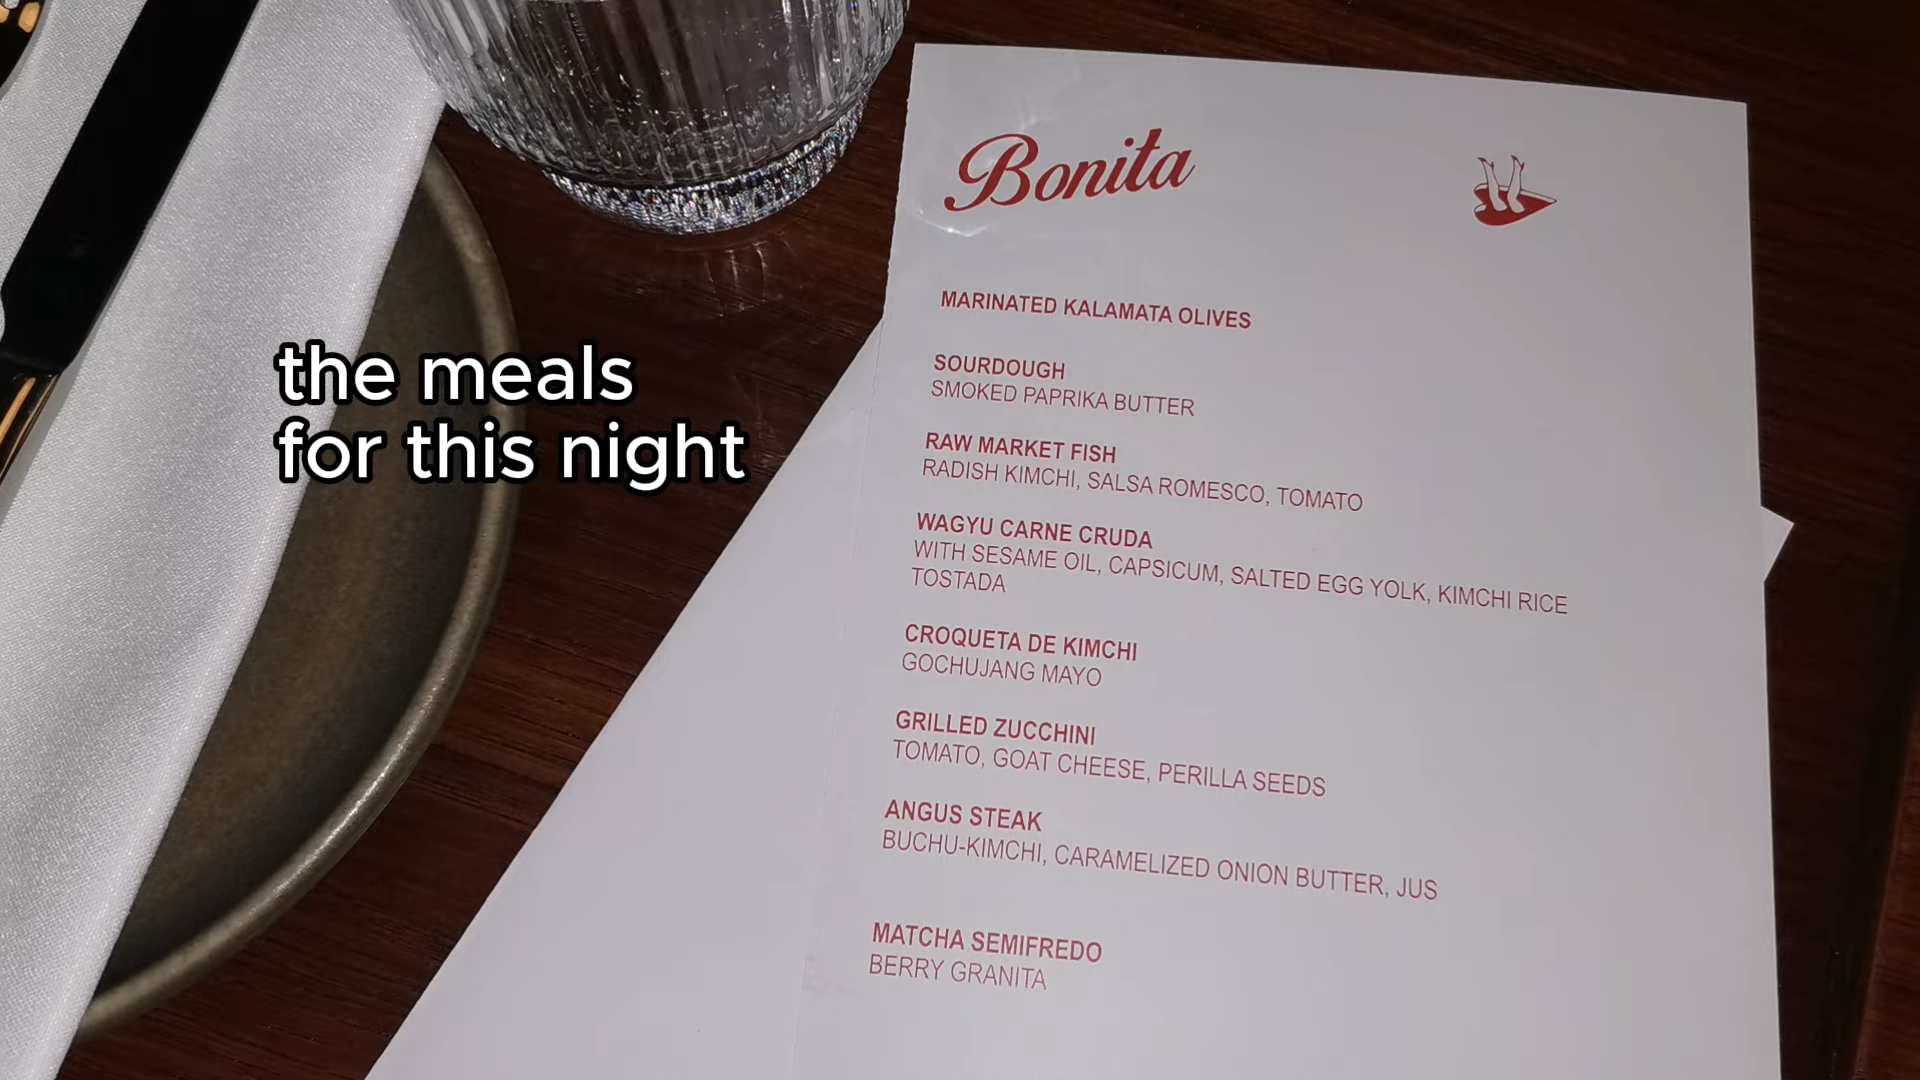 the meals
for this night
Bonita
MARINATED KALAMATA OLIVES
SOURDOUGH
SMOKED PAPRIKA BUTTER
RAW MARKET FISH
RADISH KIMCHI, SALSA ROMESCO, TOMATO
WAGYU CARNE CRUDA
WITH SESAME OIL, CAPSICUM, SALTED EGG YOLK, KIMCHI RICE
TOSTADA
CROQUETA DE KIMCHI
GOCHUJANG MAYO
GRILLED ZUCCHINI
TOMATO, GOAT CHEESE, PERILLA SEEDS
ANGUS STEAK
BUCHU-KIMCHI, CARAMELIZED ONION BUTTER, JUS
MATCHA SEMIFREDO
BERRY GRANITA